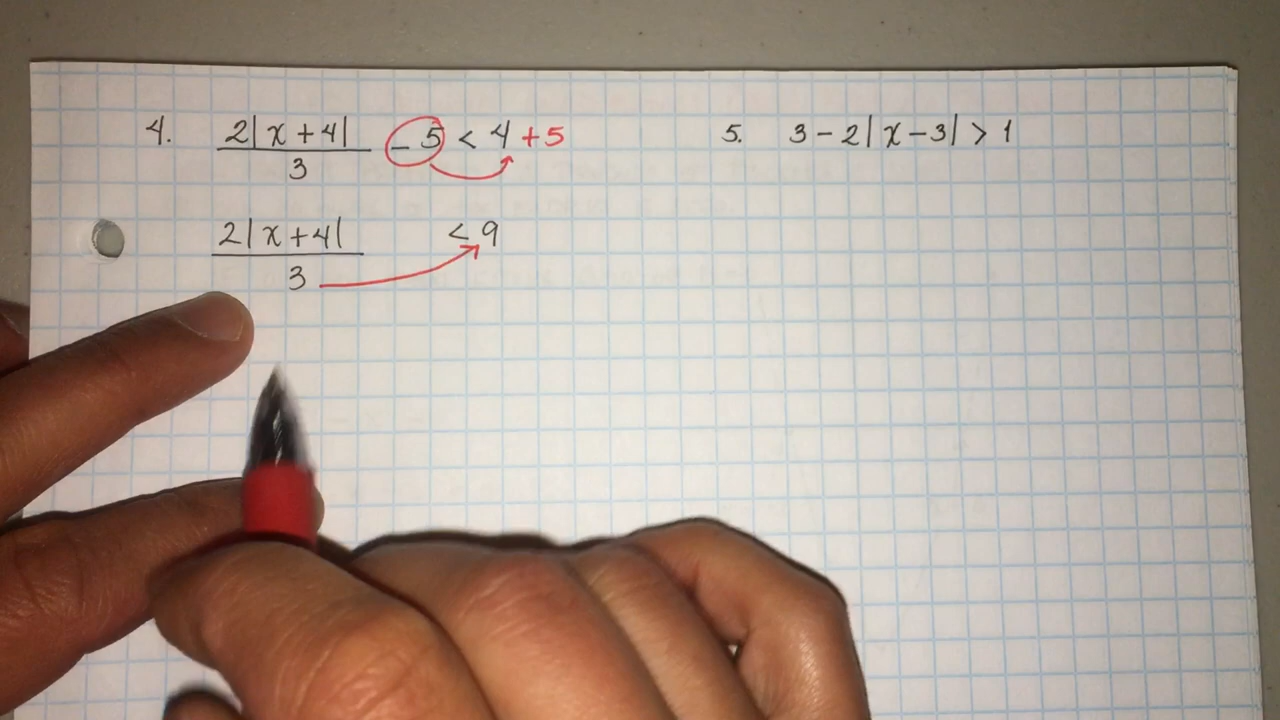 4. 2|x+4|/3 - 5 < 4 + 5
2|x+4|/3 < 9
5. 3 - 2|x-3| > 1